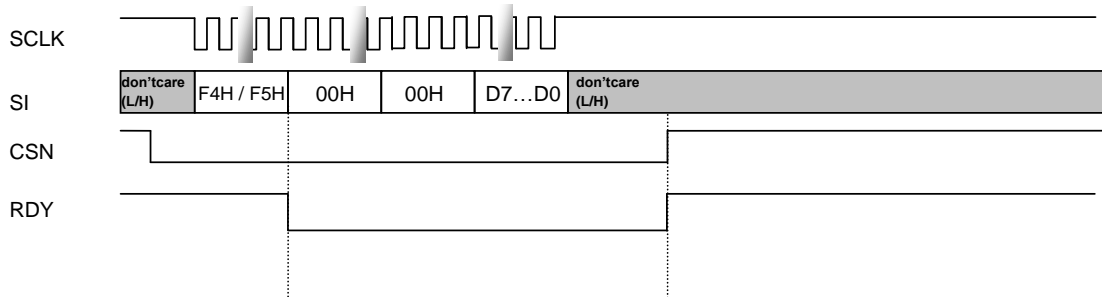 SCLK
SI
don'tcare
(L/H)
F4H / F5H
00H
00H
D7...D0
don'tcare
(L/H)
CSN
RDY